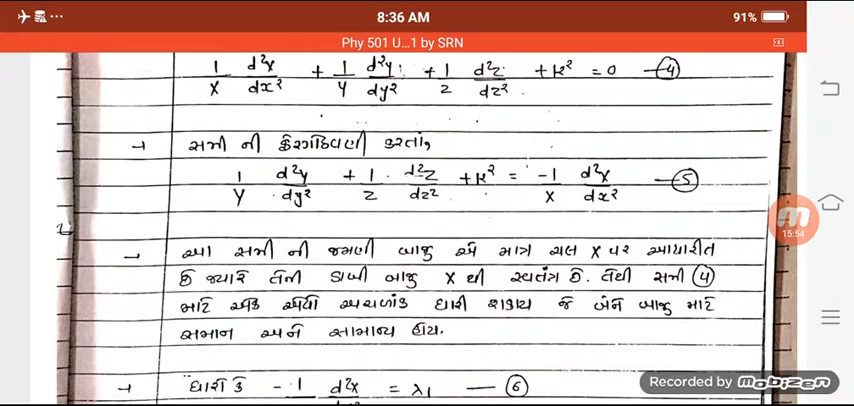 8:36 AM
91%
Phy 501 U...1 by SRN
1/X d²X/dx² + 1/Y d²Y/dy² + 1/Z d²Z/dz² + K² = 0 — (4)
→ સમી ની ફેરગોઠવણી કરતાં,
1/Y d²Y/dy² + 1/Z d²Z/dz² + K² = -1/X d²X/dx² — (5)
→ આ સમી ની જમણી બાજુ એ માત્ર ચલ X પર આધારીત
છે જ્યારે તેની ડાબી બાજુ X થી સ્વતંત્ર છે. તેથી સમી (4)
માટે એક એવો અચળાંક ધારી શકાય જે બંને બાજુ માટે
સમાન અને સામાન્ય હોય.
→ ધારો કે - 1 d²X = λ1 — (6)
15:54
Recorded by mobizen